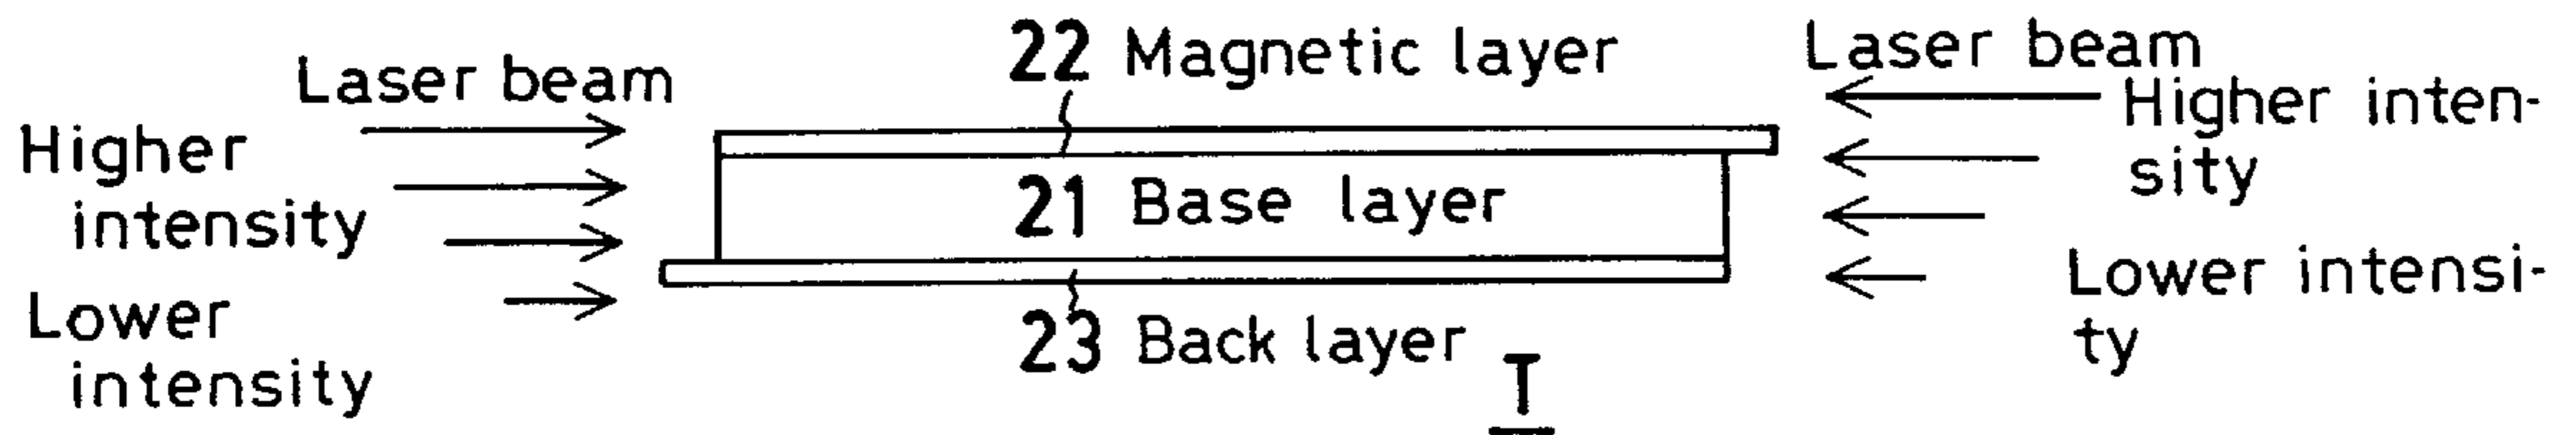 Laser beam
Higher
intensity
Lower
intensity
22 Magnetic layer
21 Base layer
23 Back layer
T
Laser beam
Higher inten-
sity
Lower intensi-
ty